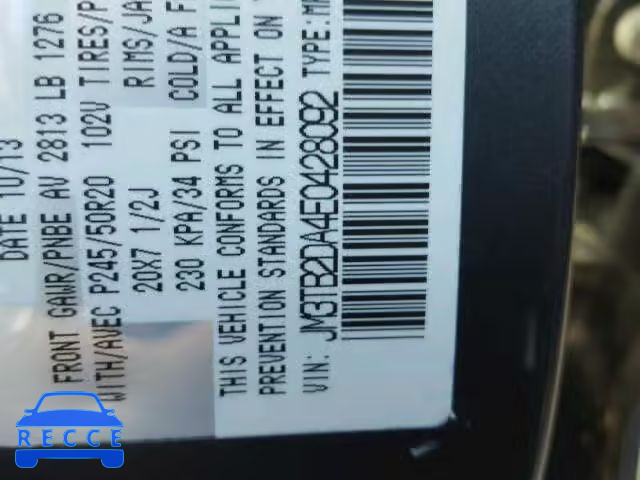 DATE 10/13
FRONT GAWR/PNBE AV 2813 LB 1276
WITH/AVEC P245/50R20 102V TIRES/P
20X7 1/2J RIMS/JA
230 KPA/34 PSI COLD/A F
THIS VEHICLE CONFORMS TO ALL APPLIC
PREVENTION STANDARDS IN EFFECT ON
VIN: JM3TB2DA4E0428092 TYPE:M
RECCE